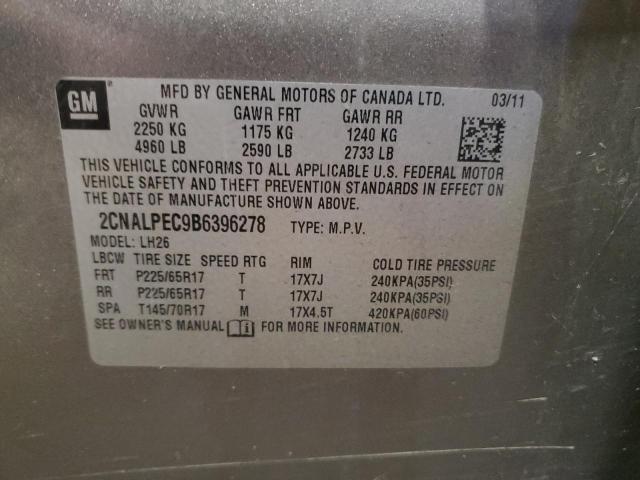 GM
MFD BY GENERAL MOTORS OF CANADA LTD. 03/11
GVWR GAWR FRT GAWR RR
2250 KG 1175 KG 1240 KG
4960 LB 2590 LB 2733 LB
THIS VEHICLE CONFORMS TO ALL APPLICABLE U.S. FEDERAL MOTOR
VEHICLE SAFETY AND THEFT PREVENTION STANDARDS IN EFFECT ON
THE DATE OF MANUFACTURE SHOWN ABOVE.
2CNALPEC9B6396278 TYPE: M.P.V.
MODEL: LH26
LBCW TIRE SIZE SPEED RTG RIM COLD TIRE PRESSURE
FRT P225/65R17 T 17X7J 240KPA(35PSI)
RR P225/65R17 T 17X7J 240KPA(35PSI)
SPA T145/70R17 M 17X4.5T 420KPA(60PSI)
SEE OWNER'S MANUAL i FOR MORE INFORMATION.